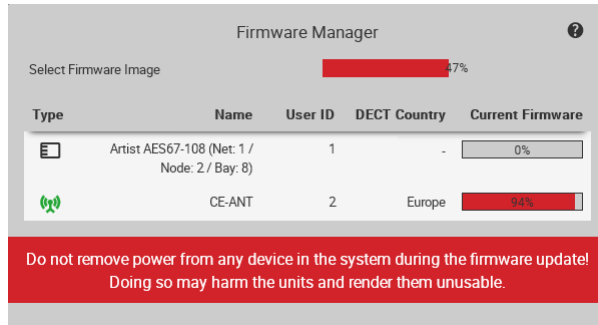 Firmware Manager
?
Select Firmware Image 47%
Type Name User ID DECT Country Current Firmware
Artist AES67-108 (Net: 1 / 1 - 0%
Node: 2 / Bay: 8)
CE-ANT 2 Europe 94%
Do not remove power from any device in the system during the firmware update!
Doing so may harm the units and render them unusable.